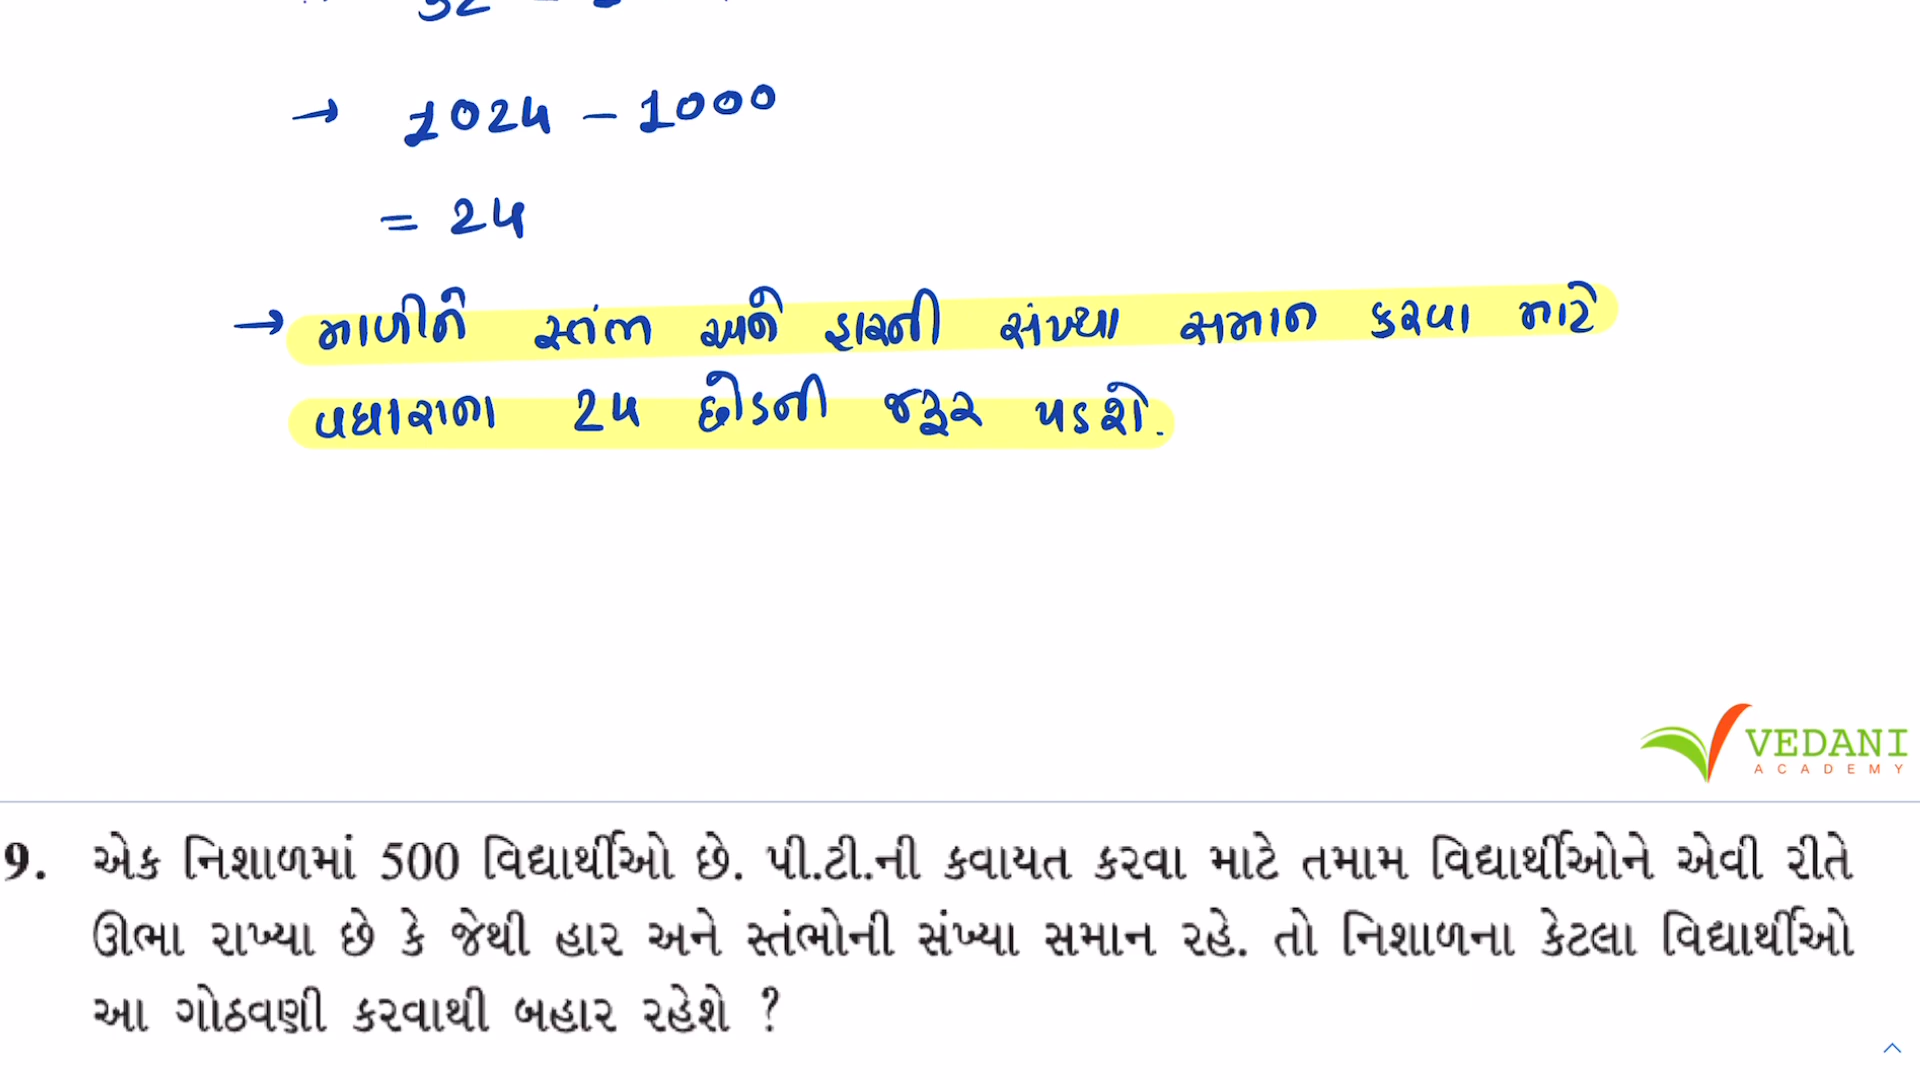 → 1024 - 1000
= 24
→ માળીને સ્તંભ અને હારની સંખ્યા સમાન કરવા માટે
વધારાના 24 છોડની જરૂર પડશે.
VEDANI
ACADEMY
9. એક નિશાળમાં 500 વિદ્યાર્થીઓ છે. પી.ટી.ની કવાયત કરવા માટે તમામ વિદ્યાર્થીઓને એવી રીતે
ઊભા રાખ્યા છે કે જેથી હાર અને સ્તંભોની સંખ્યા સમાન રહે. તો નિશાળના કેટલા વિદ્યાર્થીઓ
આ ગોઠવણી કરવાથી બહાર રહેશે ?